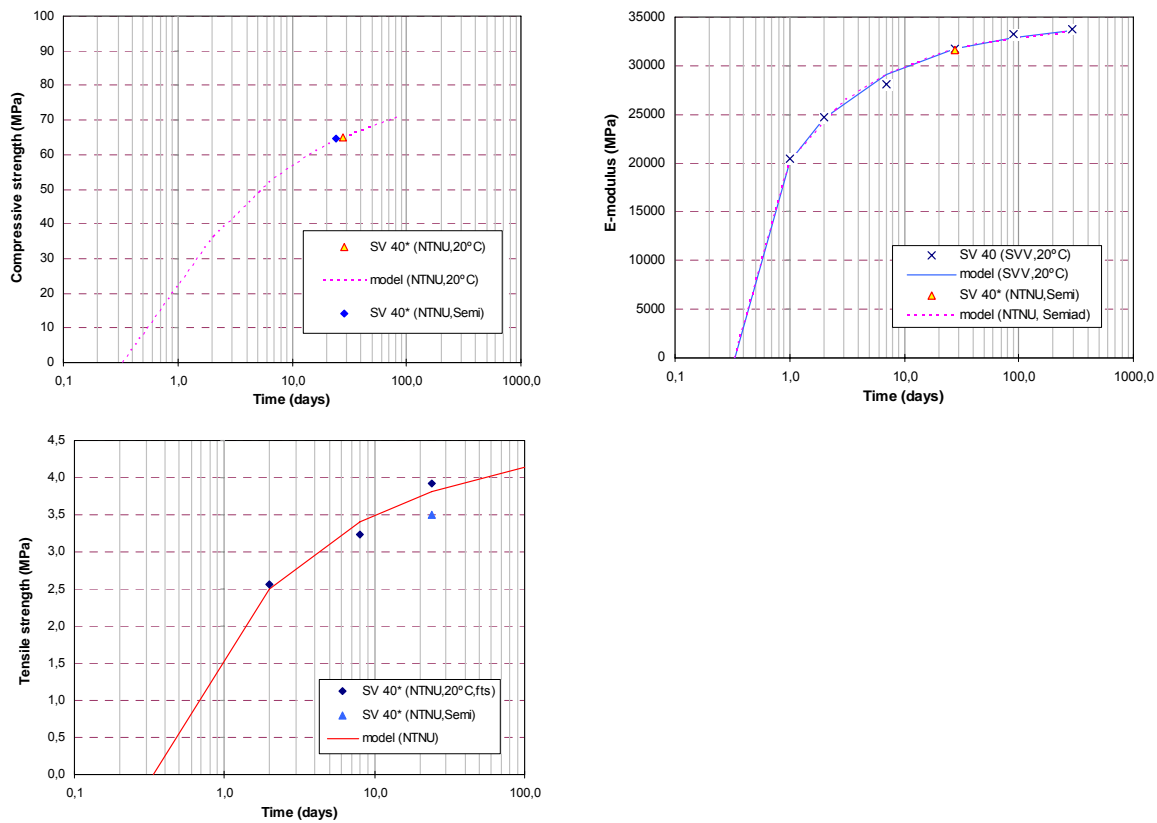 100
90
80
70
60
50
40
30
20
10
0
Compressive strength (MPa)
SV 40* (NTNU,20°C)
model (NTNU,20°C)
SV 40* (NTNU,Semi)
0,1 1,0 10,0 100,0 1000,0
Time (days)
35000
30000
25000
20000
15000
10000
5000
0
E-modulus (MPa)
SV 40 (SVV,20°C)
model (SVV,20°C)
SV 40* (NTNU,Semi)
model (NTNU, Semiad)
0,1 1,0 10,0 100,0 1000,0
Time (days)
4,5
4,0
3,5
3,0
2,5
2,0
1,5
1,0
0,5
0,0
Tensile strength (MPa)
SV 40* (NTNU,20°C,fts)
SV 40* (NTNU,Semi)
model (NTNU)
0,1 1,0 10,0 100,0
Time (days)